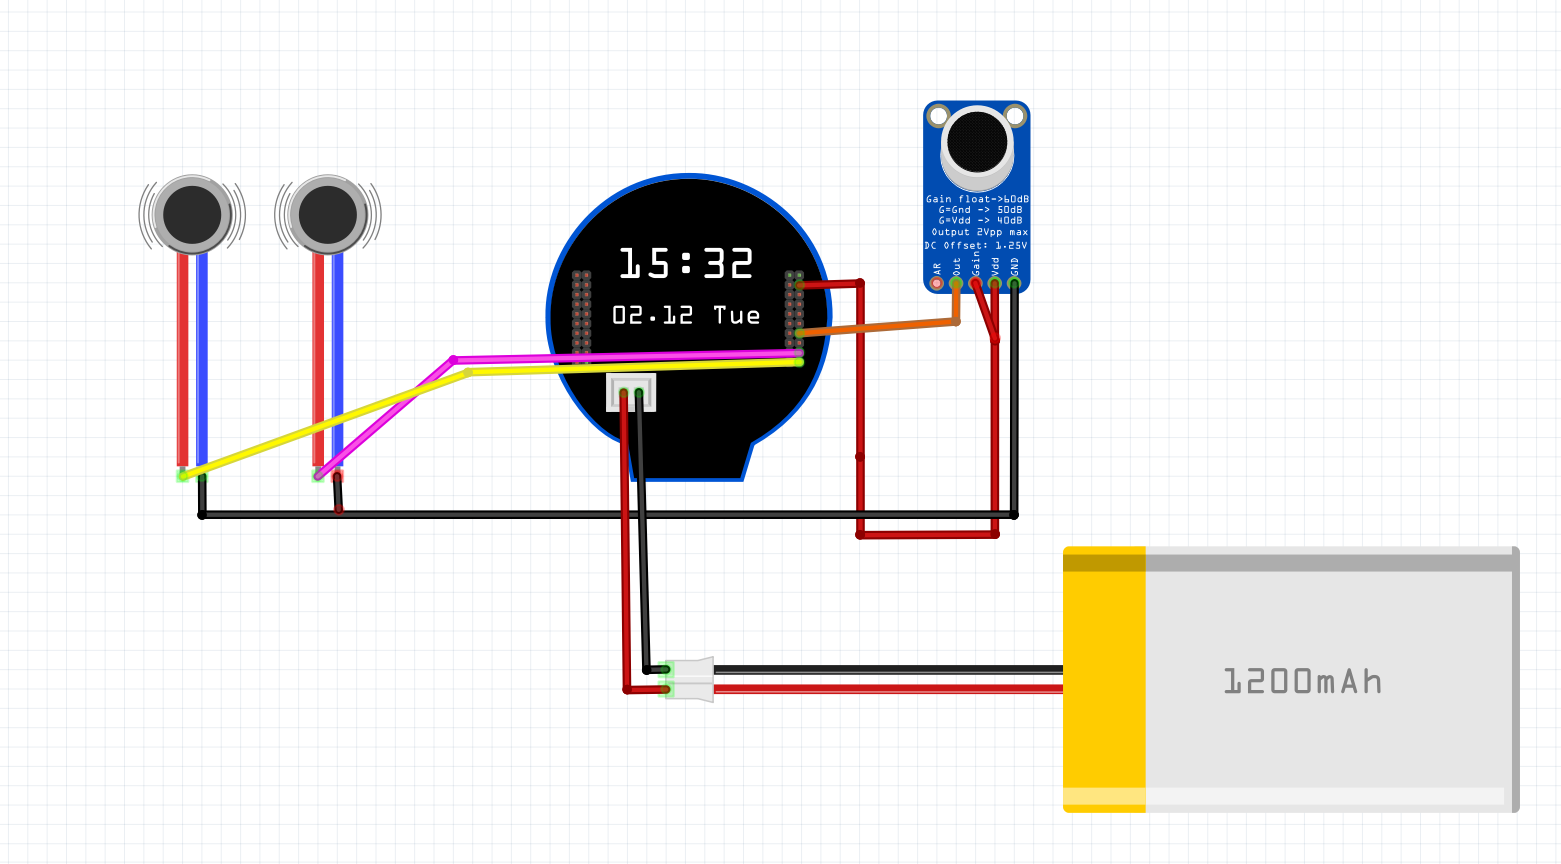 15:32
02.12 Tue
Gain float->60dB
G=Gnd -> 50dB
G=Vdd -> 40dB
Output 2Vpp max
DC Offset: 1.25V
AR
Out
Gain
Vdd
GND
1200mAh